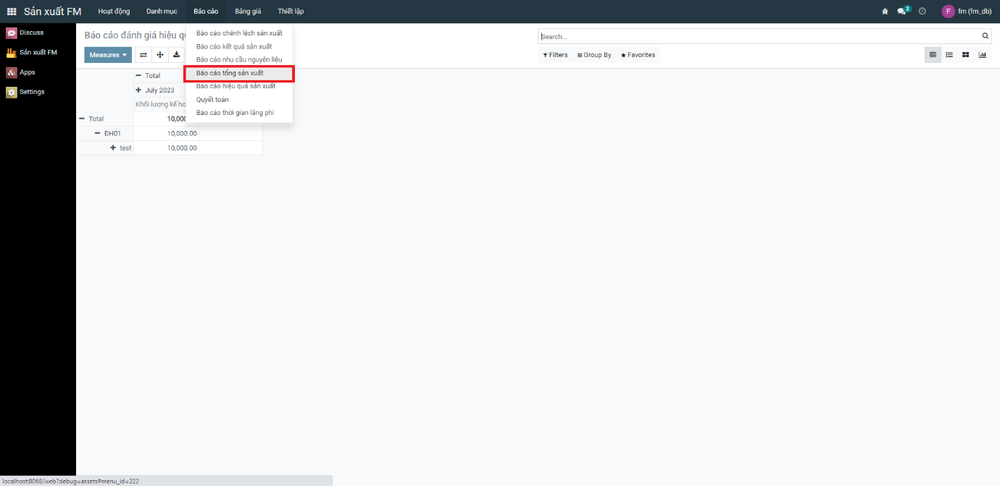 Sản xuất FM Hoạt động Danh mục Báo cáo Bảng giá Thiết lập 2 F fm (fm_db)
Discuss
Sản xuất FM
Apps
Settings
Báo cáo đánh giá hiệu qu
Search...
Measures
Filters Group By Favorites
Báo cáo chênh lệch sản xuất
Báo cáo kết quả sản xuất
Báo cáo nhu cầu nguyên liệu
Báo cáo tổng sản xuất
Báo cáo hiệu quả sản xuất
Quyết toán
Báo cáo thời gian lãng phí
Total
July 2023
Khối lượng kế ho
Total 10,000
ĐH01 10,000.00
test 10,000.00
localhost:8068/web?debug=assets#menu_id=222